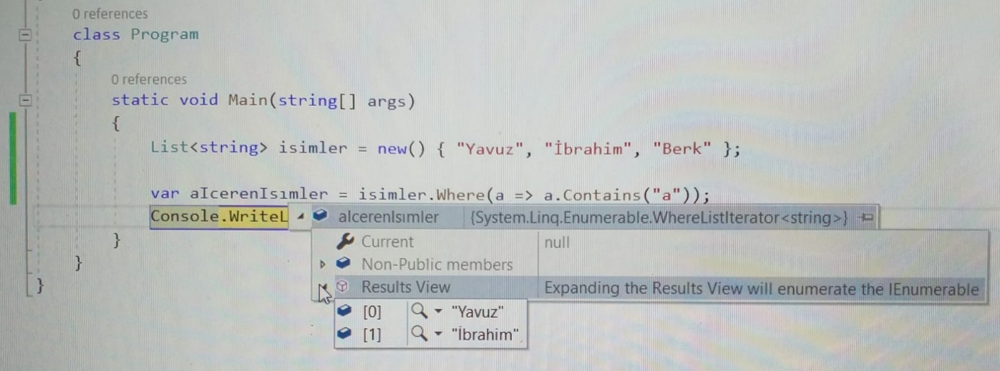 0 references
class Program
{
0 references
static void Main(string[] args)
{
List<string> isimler = new() { "Yavuz", "İbrahim", "Berk" };
var aIcerenIsımler = isimler.Where(a => a.Contains("a"));
Console.WriteL aIcerenIsımler {System.Linq.Enumerable.WhereListIterator<string>}
} Current null
} Non-Public members
} Results View Expanding the Results View will enumerate the IEnumerable
[0] "Yavuz"
[1] "İbrahim"